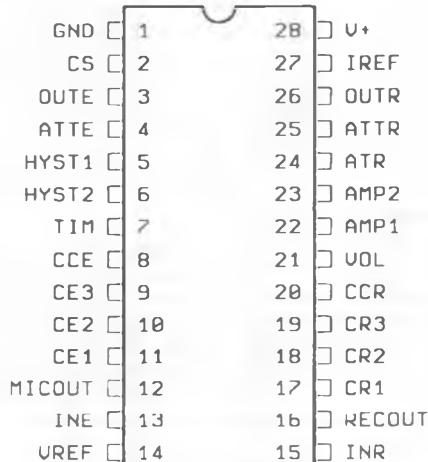 GND 1 28 V+
CS 2 27 IREF
OUTE 3 26 OUTR
ATTE 4 25 ATTR
HYST1 5 24 ATR
HYST2 6 23 AMP2
TIM 7 22 AMP1
CCE 8 21 VOL
CE3 9 20 CCR
CE2 10 19 CR3
CE1 11 18 CR2
MICOUT 12 17 CR1
INE 13 16 RECOUT
VREF 14 15 INR